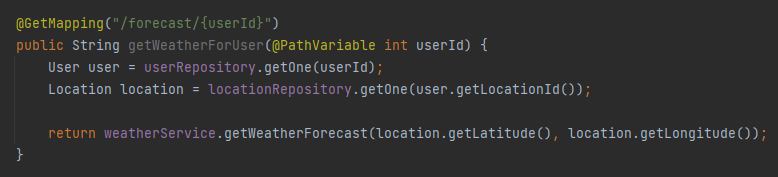 @GetMapping("/forecast/{userId}")
public String getWeatherForUser(@PathVariable int userId) {
    User user = userRepository.getOne(userId);
    Location location = locationRepository.getOne(user.getLocationId());

    return weatherService.getWeatherForecast(location.getLatitude(), location.getLongitude());
}